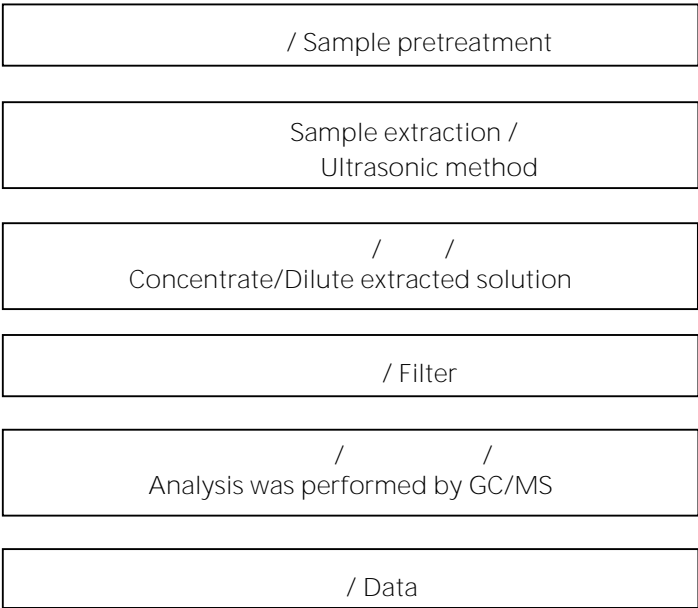 / Sample pretreatment
Sample extraction /
Ultrasonic method
/ /
Concentrate/Dilute extracted solution
/ Filter
/ /
Analysis was performed by GC/MS
/ Data